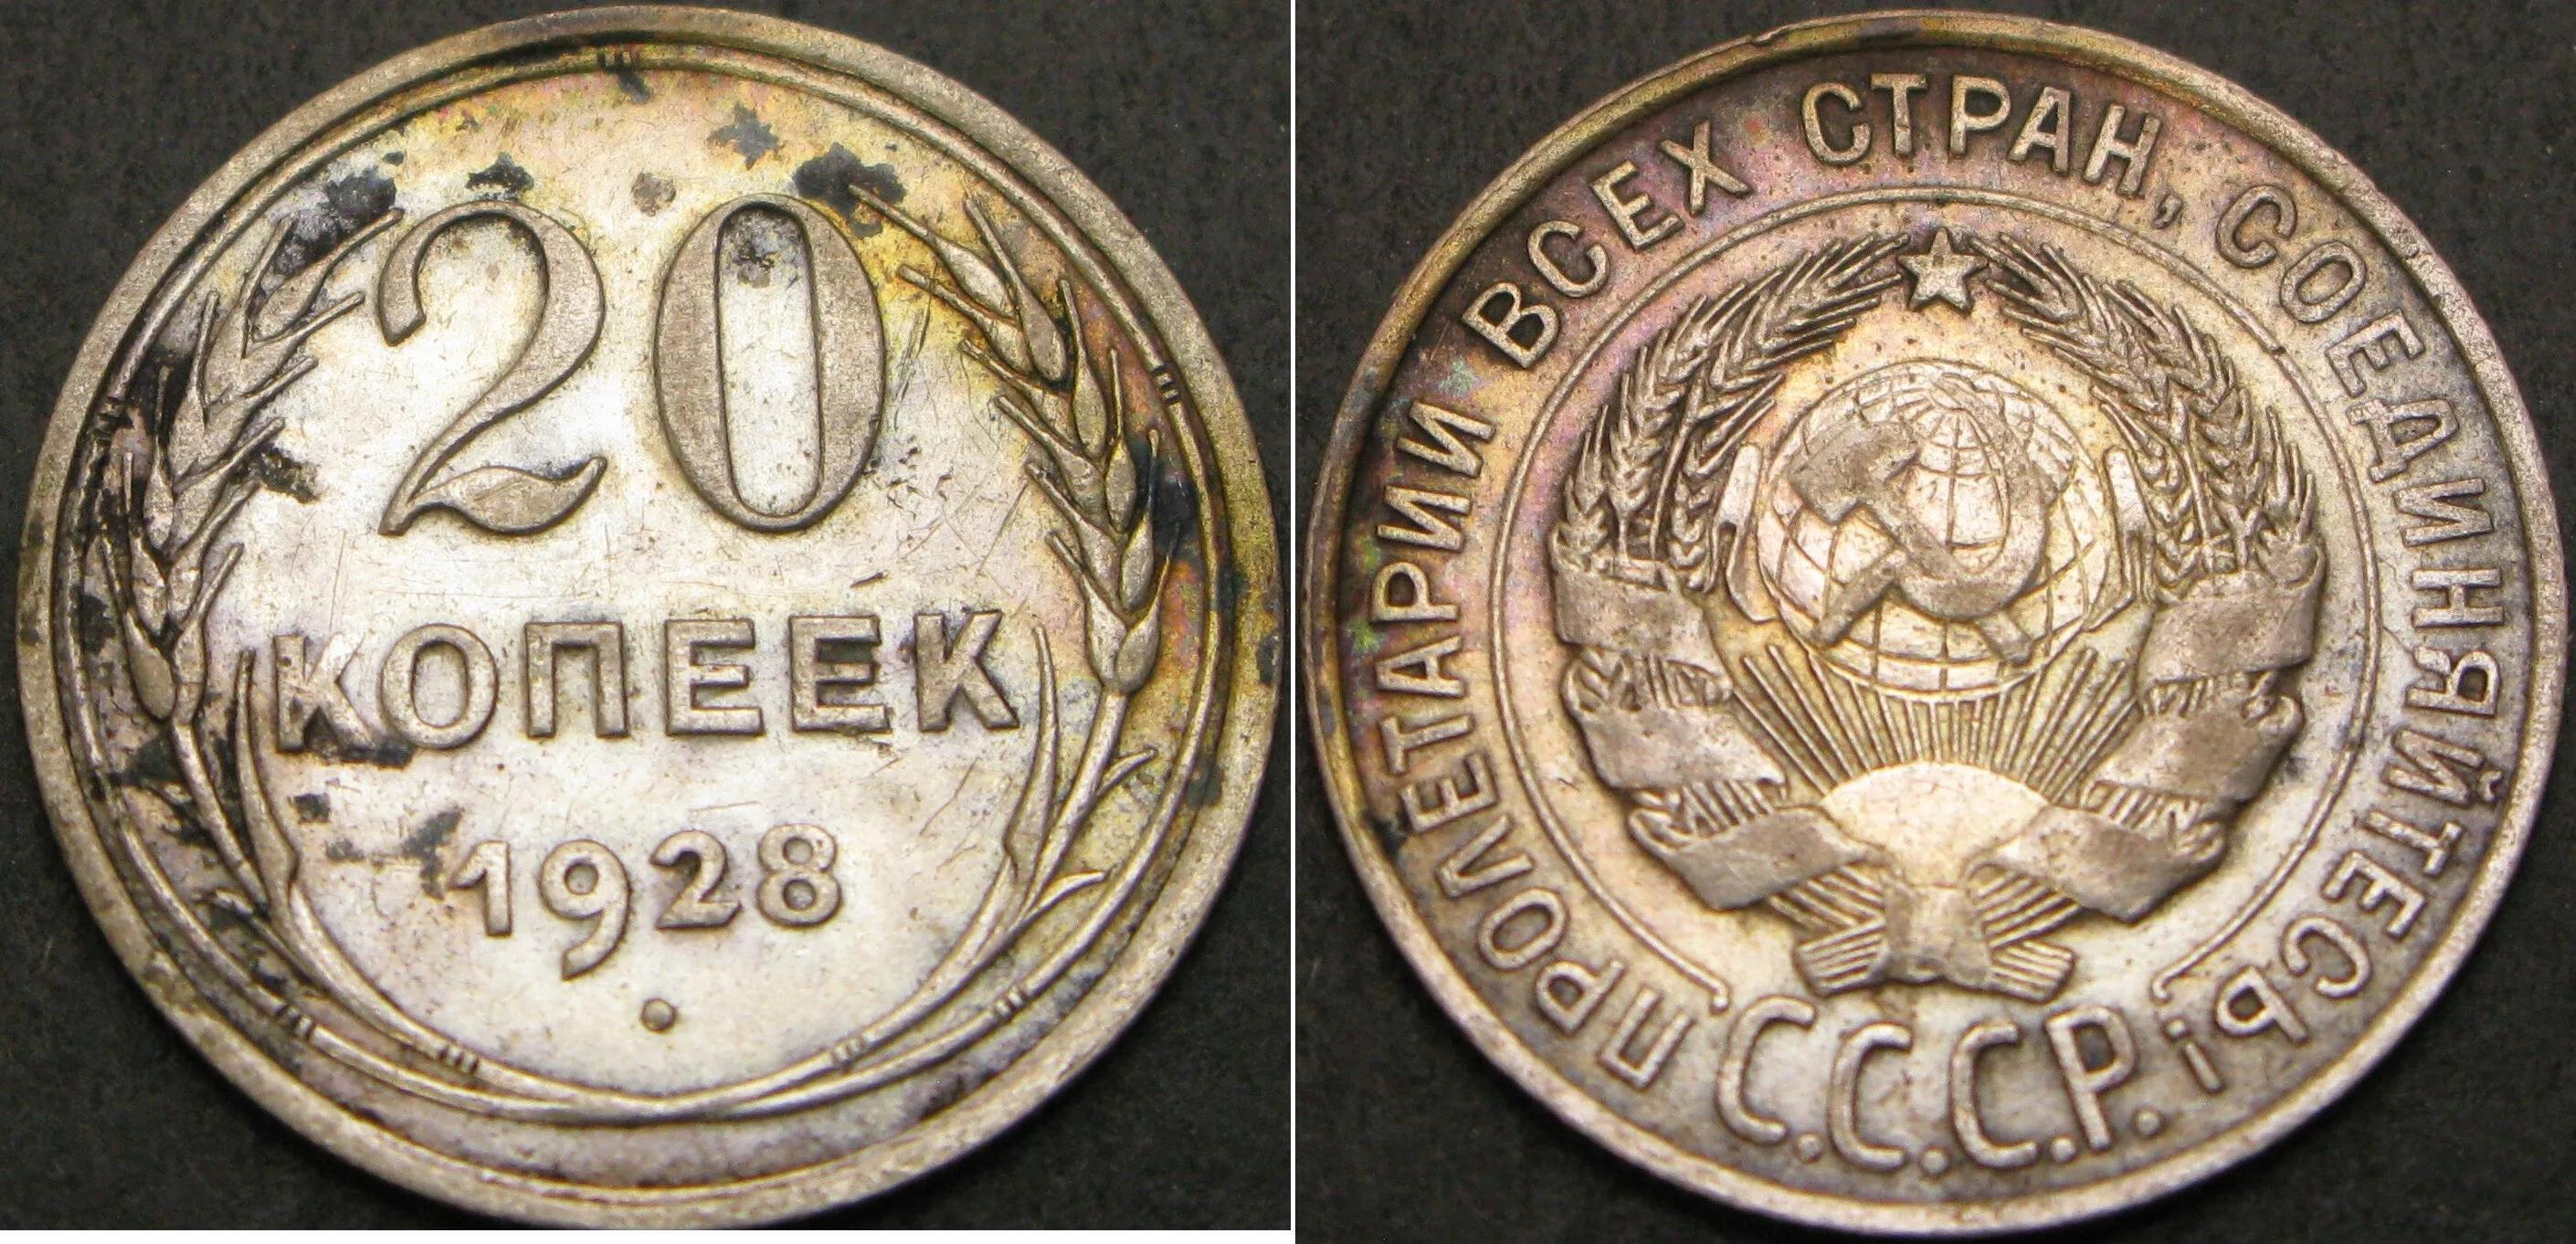 20
КОПЕЕК
1928
ПРОЛЕТАРИИ ВСЕХ СТРАН, СОЕДИНЯЙТЕСЬ!
С.С.С.Р.